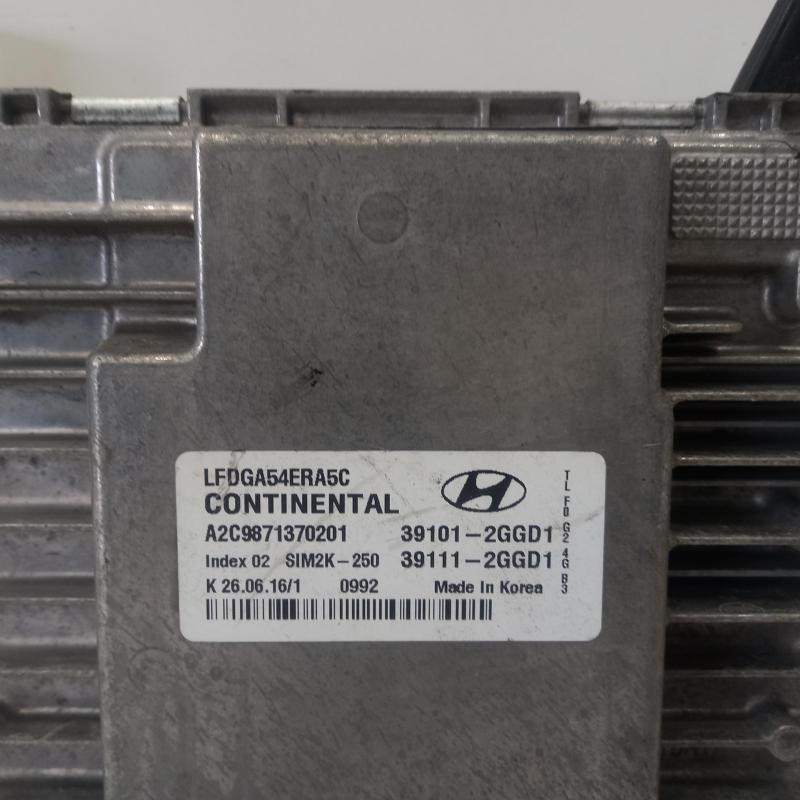 LFDGA54ERA5C
CONTINENTAL
A2C9871370201 39101-2GGD1
Index 02 SIM2K-250 39111-2GGD1
K 26.06.16/1 0992 Made In Korea
TL F0 G2 4G B3